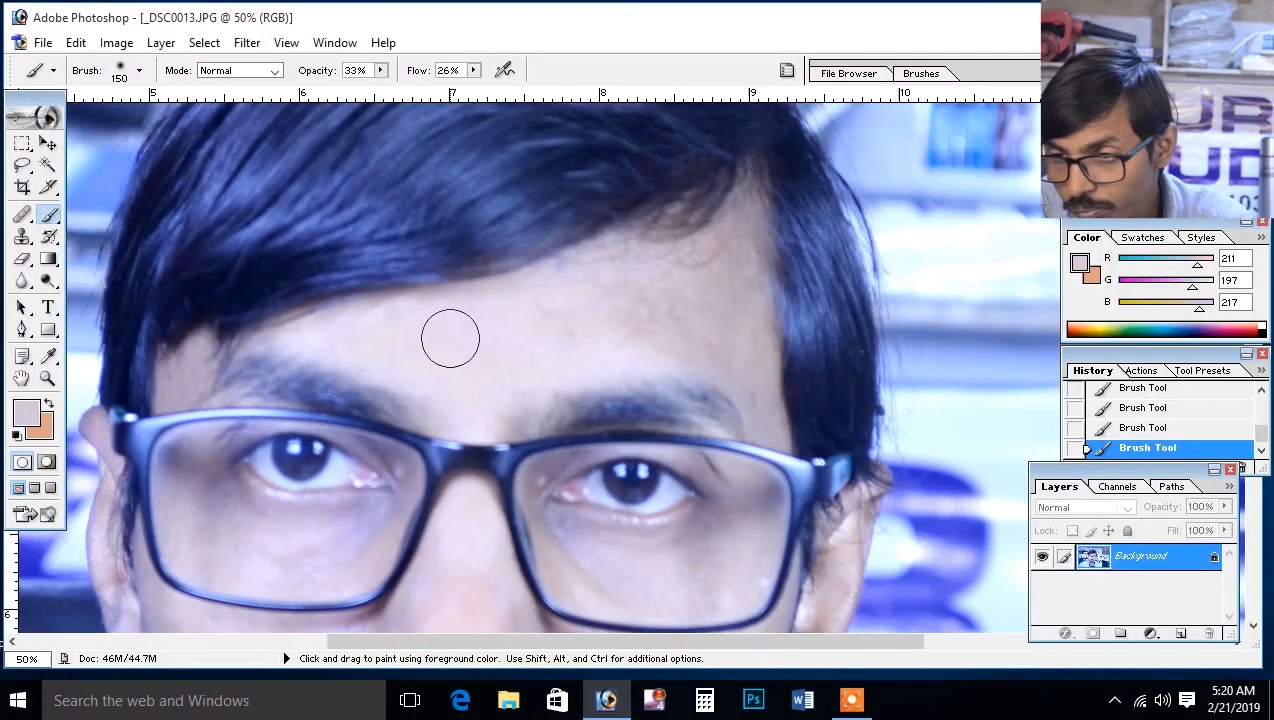 Adobe Photoshop - [_DSC0013.JPG @ 50% (RGB)]
File Edit Image Layer Select Filter View Window Help
Brush: 150 Mode: Normal Opacity: 33% Flow: 26% File Browser Brushes
5 6 7 8 9 10
Color Swatches Styles
R 211
G 197
B 217
History Actions Tool Presets
Brush Tool
Brush Tool
Brush Tool
Brush Tool
Layers Channels Paths
Normal Opacity: 100%
Lock: Fill: 100%
Background
6
50% Doc: 46M/44.7M Click and drag to paint using foreground color. Use Shift, Alt, and Ctrl for additional options.
Search the web and Windows
5:20 AM
2/21/2019